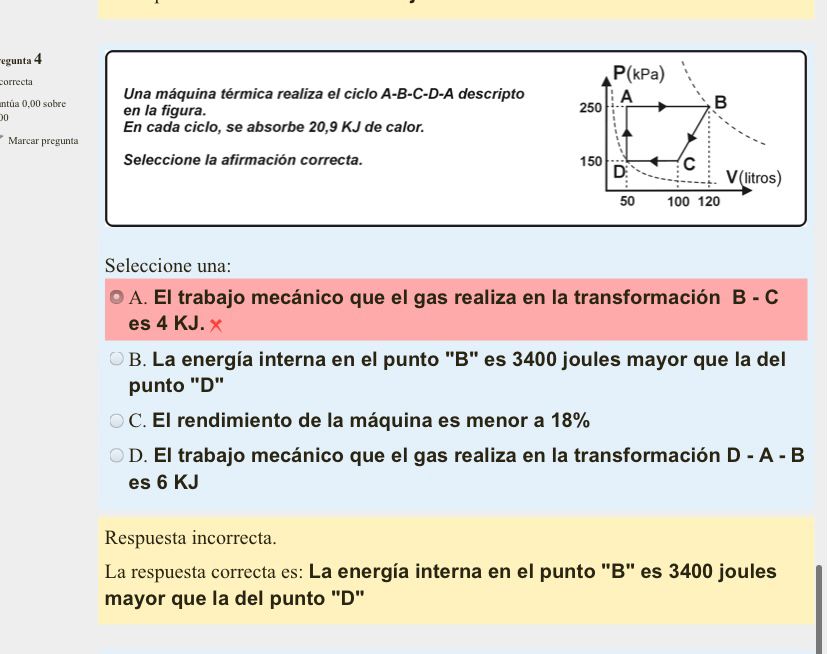 egunta 4
correcta
ntúa 0,00 sobre
00
Marcar pregunta
Una máquina térmica realiza el ciclo A-B-C-D-A descripto
en la figura.
En cada ciclo, se absorbe 20,9 KJ de calor.
Seleccione la afirmación correcta.
P(kPa)
250
A
B
150
D
C
V(litros)
50 100 120
Seleccione una:
A. El trabajo mecánico que el gas realiza en la transformación B - C
es 4 KJ.
B. La energía interna en el punto "B" es 3400 joules mayor que la del
punto "D"
C. El rendimiento de la máquina es menor a 18%
D. El trabajo mecánico que el gas realiza en la transformación D - A - B
es 6 KJ
Respuesta incorrecta.
La respuesta correcta es: La energía interna en el punto "B" es 3400 joules
mayor que la del punto "D"